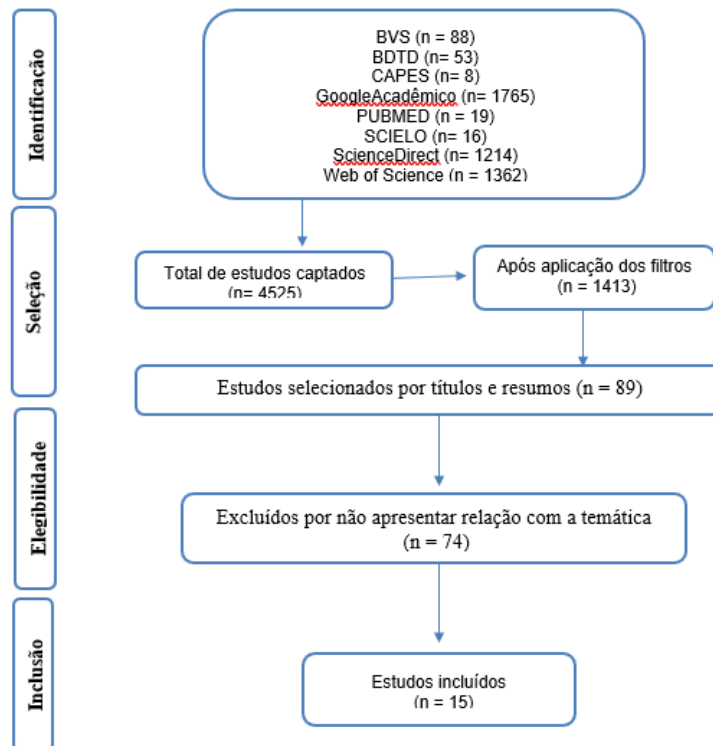 Identificação
BVS (n = 88)
BDTD (n= 53)
CAPES (n= 8)
GoogleAcadêmico (n= 1765)
PUBMED (n = 19)
SCIELO (n= 16)
ScienceDirect (n= 1214)
Web of Science (n = 1362)
Seleção
Total de estudos captados
(n= 4525)
Após aplicação dos filtros
(n = 1413)
Estudos selecionados por títulos e resumos (n = 89)
Elegibilidade
Excluídos por não apresentar relação com a temática
(n = 74)
Inclusão
Estudos incluídos
(n = 15)